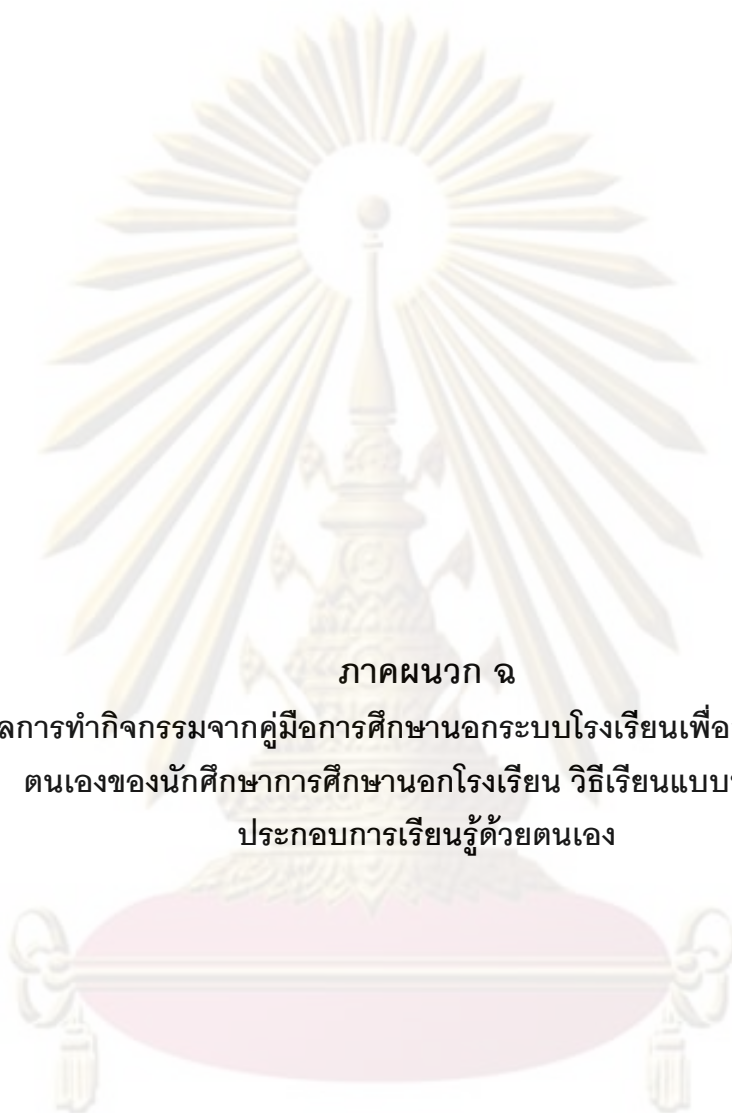 ภาคผนวก ฉ
ลการทำกิจกรรมจากคู่มือการศึกษานอกระบบโรงเรียนเพื่อ
ตนเองของนักศึกษาการศึกษานอกโรงเรียน วิธีเรียนแบบ
ประกอบการเรียนรู้ด้วยตนเอง